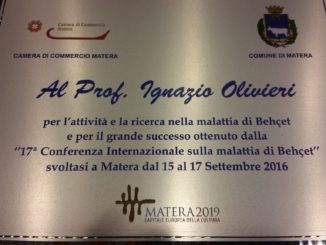 Camera di Commercio
Matera
CAMERA DI COMMERCIO MATERA
COMUNE DI MATERA
Al Prof. Ignazio Olivieri
per l'attività e la ricerca nella malattia di Behçet
e per il grande successo ottenuto dalla
"17ª Conferenza Internazionale sulla malattia di Behçet"
svoltasi a Matera dal 15 al 17 Settembre 2016
MATERA2019
CAPITALE EUROPEA DELLA CULTURA